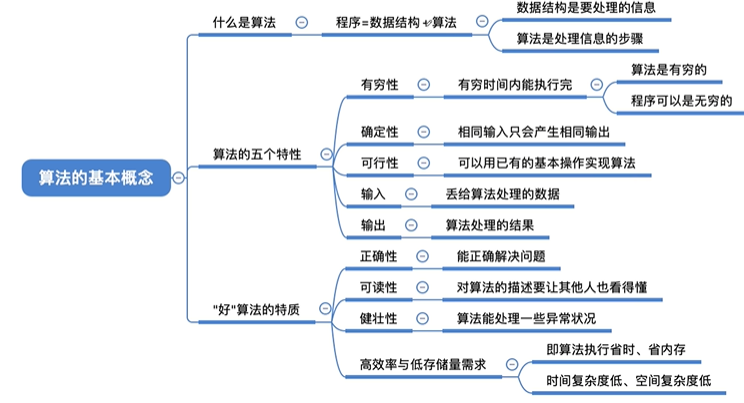 算法的基本概念
什么是算法
程序=数据结构+算法
数据结构是要处理的信息
算法是处理信息的步骤
算法的五个特性
有穷性
有穷时间内能执行完
算法是有穷的
程序可以是无穷的
确定性
相同输入只会产生相同输出
可行性
可以用已有的基本操作实现算法
输入
丢给算法处理的数据
输出
算法处理的结果
"好"算法的特质
正确性
能正确解决问题
可读性
对算法的描述要让其他人也看得懂
健壮性
算法能处理一些异常状况
高效率与低存储量需求
即算法执行省时、省内存
时间复杂度低、空间复杂度低